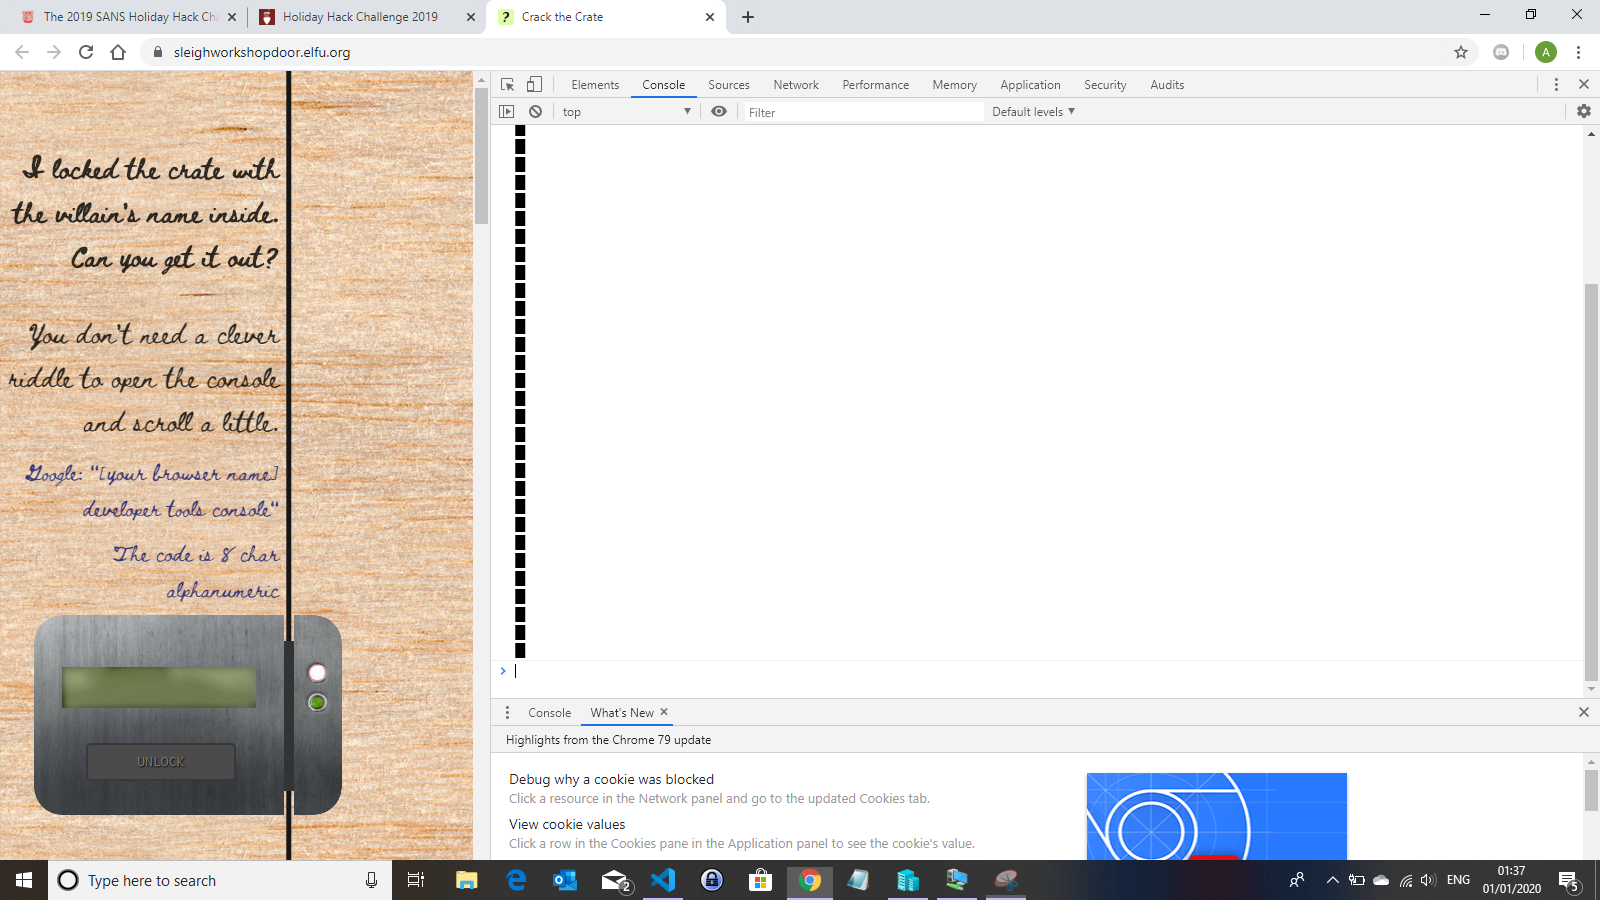 The 2019 SANS Holiday Hack Cha
Holiday Hack Challenge 2019
Crack the Crate
sleighworkshopdoor.elfu.org
A
I locked the crate with
the villain's name inside.
Can you get it out?
You don't need a clever
riddle to open the console
and scroll a little.
Google: "[your browser name]
developer tools console"
The code is 8 char
alphanumeric
UNLOCK
Elements Console Sources Network Performance Memory Application Security Audits
top Filter Default levels
Console What's New
Highlights from the Chrome 79 update
Debug why a cookie was blocked
Click a resource in the Network panel and go to the updated Cookies tab.
View cookie values
Click a row in the Cookies pane in the Application panel to see the cookie's value.
Type here to search
2
ENG
01:37
01/01/2020
5